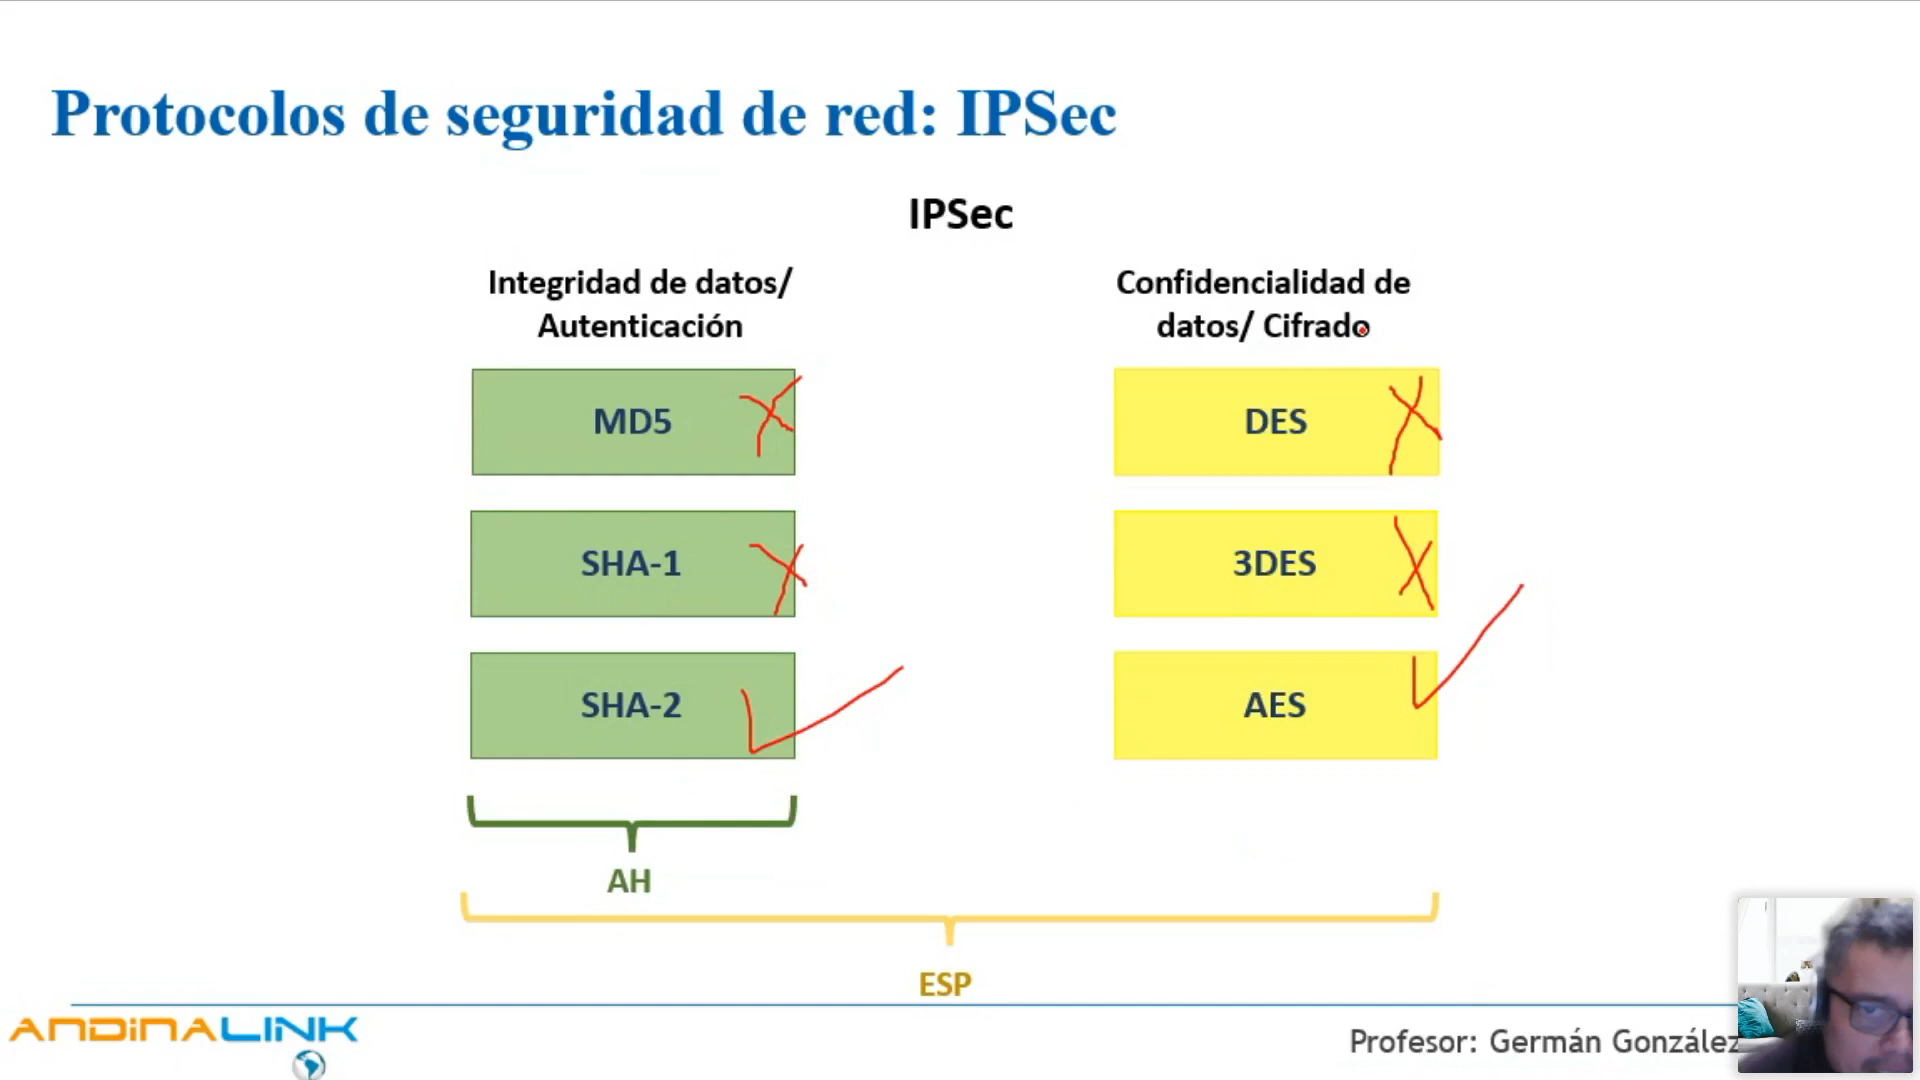 Protocolos de seguridad de red: IPSec
IPSec
Integridad de datos/
Autenticación
Confidencialidad de
datos/ Cifrado
MD5
DES
SHA-1
3DES
SHA-2
AES
AH
ESP
ANDINALINK
Profesor: Germán González